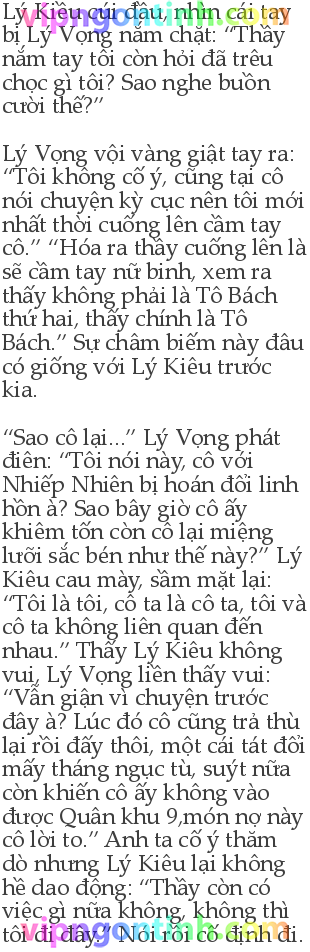 Lý Kiều cúi đầu, nhìn cái tay
bị Lý Vọng nắm chặt: “Thầy
nắm tay tôi còn hỏi đã trêu
chọc gì tôi? Sao nghe buồn
cười thế?”
Lý Vọng vội vàng giật tay ra:
“Tôi không cố ý, cũng tại cô
nói chuyện kỳ cục nên tôi mới
nhất thời cuống lên cầm tay
cô.” “Hóa ra thầy cuống lên là
sẽ cầm tay nữ binh, xem ra
thấy không phải là Tô Bách
thứ hai, thấy chính là Tô
Bách.” Sự châm biếm này đâu
có giống với Lý Kiêu trước
kia.
“Sao cô lại...” Lý Vọng phát
điên: “Tôi nói này, cô với
Nhiếp Nhiên bị hoán đổi linh
hồn à? Sao bây giờ cô ấy
khiêm tốn còn cô lại miệng
lưỡi sắc bén như thế này?” Lý
Kiêu cau mày, sầm mặt lại:
“Tôi là tôi, cô ta là cô ta, tôi và
cô ta không liên quan đến
nhau.” Thấy Lý Kiêu không
vui, Lý Vọng liền thấy vui:
“Vẫn giận vì chuyện trước
đây à? Lúc đó cô cũng trả thù
lại rồi đấy thôi, một cái tát đổi
mấy tháng ngục tù, suýt nữa
còn khiến cô ấy không vào
được Quân khu 9,món nợ này
cô lời to.” Anh ta cố ý thăm
dò nhưng Lý Kiêu lại không
hề dao động: “Thầy còn có
việc gì nữa không, không thì
tôi đi đây.” Nói rồi cô định đi.
vipngontinh.com
vipngontinh.com